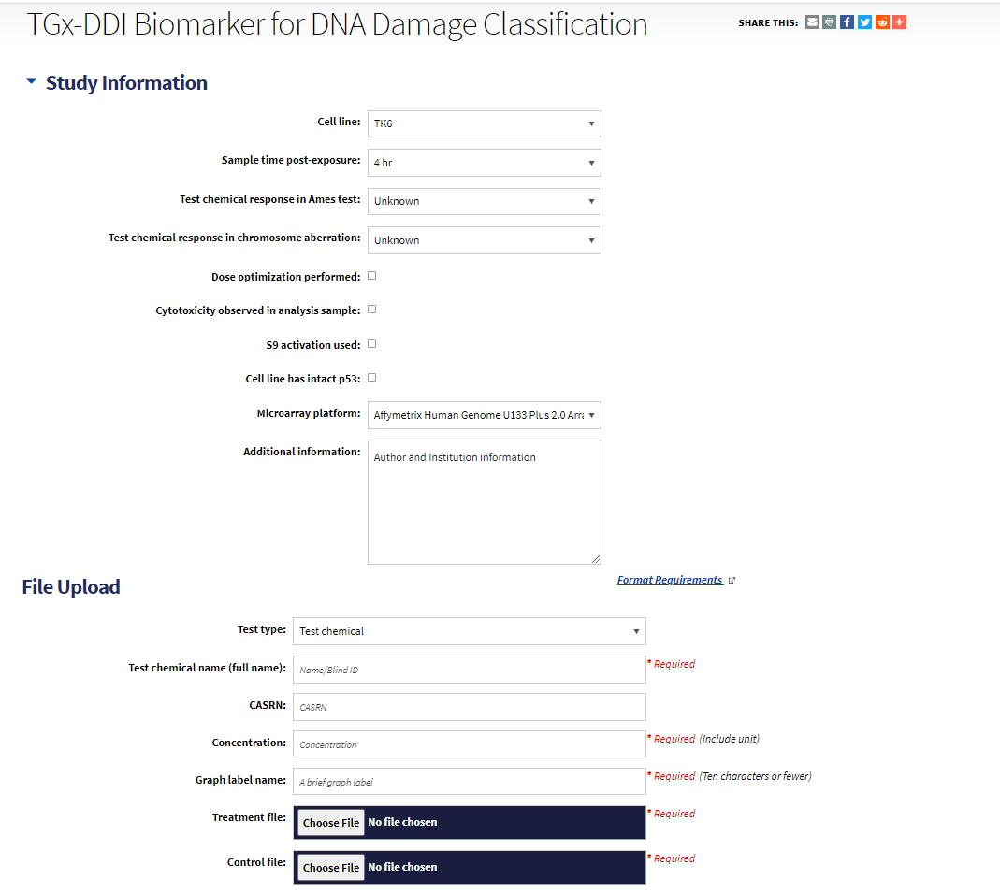 TGx-DDI Biomarker for DNA Damage Classification
SHARE THIS:
Study Information
Cell line: TK6
Sample time post-exposure: 4 hr
Test chemical response in Ames test: Unknown
Test chemical response in chromosome aberration: Unknown
Dose optimization performed:
Cytotoxicity observed in analysis sample:
S9 activation used:
Cell line has intact p53:
Microarray platform: Affymetrix Human Genome U133 Plus 2.0 Arra
Additional information: Author and Institution information
File Upload
Format Requirements
Test type: Test chemical
Test chemical name (full name): Name/Blind ID * Required
CASRN: CASRN
Concentration: Concentration * Required (Include unit)
Graph label name: A brief graph label * Required (Ten characters or fewer)
Treatment file: Choose File No file chosen * Required
Control file: Choose File No file chosen * Required